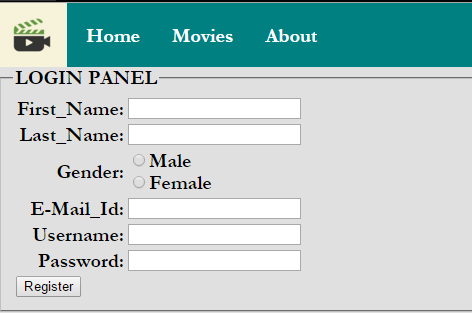 Home Movies About
LOGIN PANEL
First_Name:
Last_Name:
Gender: Male
Female
E-Mail_Id:
Username:
Password:
Register